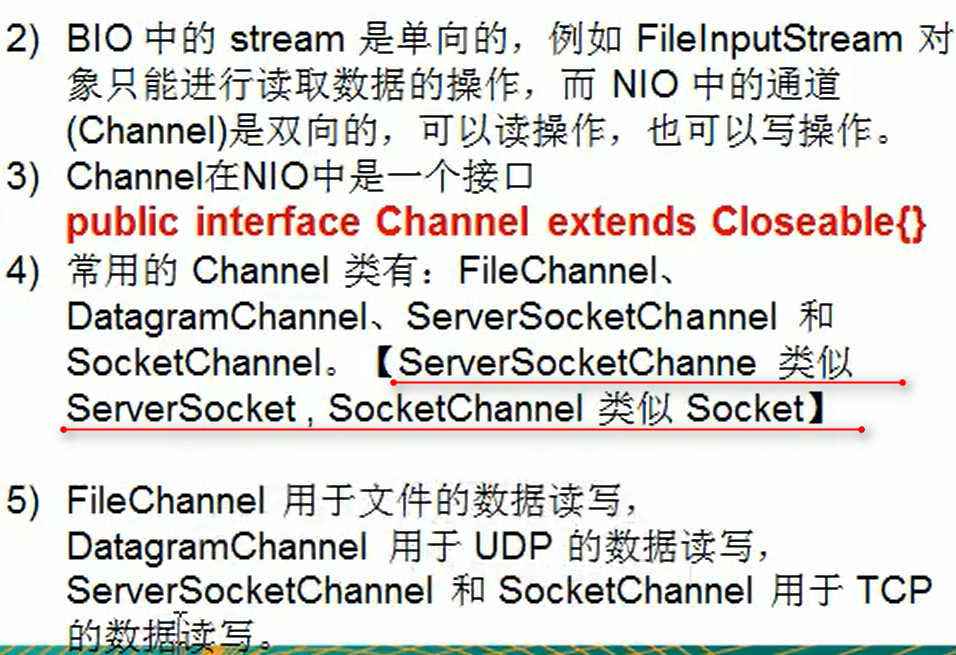 2) BIO 中的 stream 是单向的，例如 FileInputStream 对
象只能进行读取数据的操作，而 NIO 中的通道
(Channel)是双向的，可以读操作，也可以写操作。
3) Channel在NIO中是一个接口
public interface Channel extends Closeable{}
4) 常用的 Channel 类有：FileChannel、
DatagramChannel、ServerSocketChannel 和
SocketChannel。【ServerSocketChanne 类似
ServerSocket , SocketChannel 类似 Socket】
5) FileChannel 用于文件的数据读写，
DatagramChannel 用于 UDP 的数据读写，
ServerSocketChannel 和 SocketChannel 用于 TCP
的数据读写。